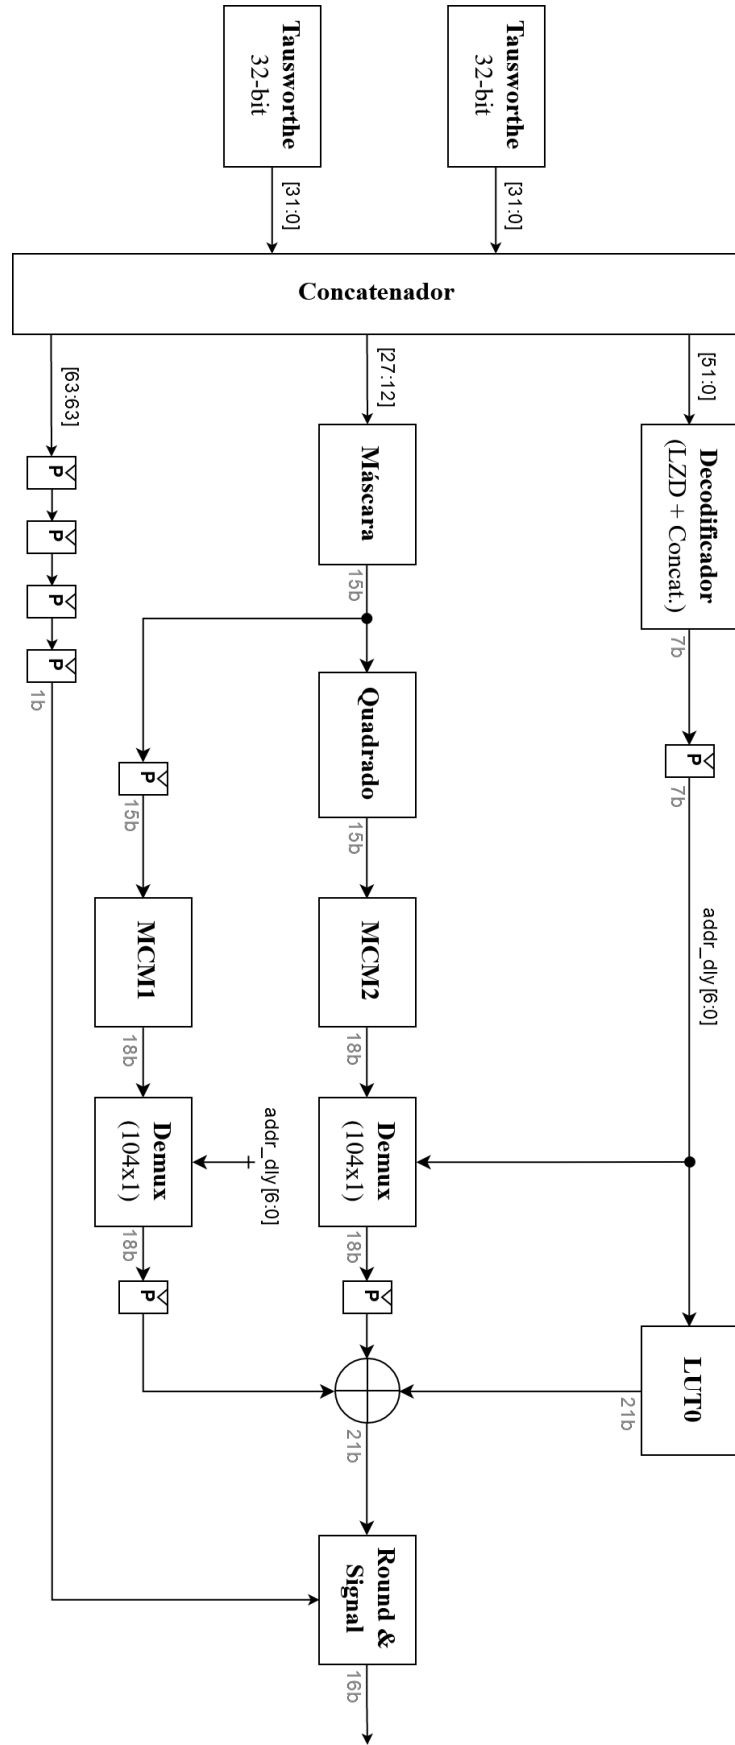 Tausworthe
32-bit
[31:0]
Tausworthe
32-bit
[31:0]
Concatenador
[51:0]
Decodificador
(LZD + Concat.)
7b
P
7b
addr_dly [6:0]
LUT0
21b
[27:12]
Máscara
15b
Quadrado
15b
MCM2
18b
Demux
(104x1)
18b
P
21b
Round &
Signal
16b
P
15b
MCM1
18b
addr_dly [6:0]
Demux
(104x1)
18b
P
[63:63]
P
P
P
P
1b